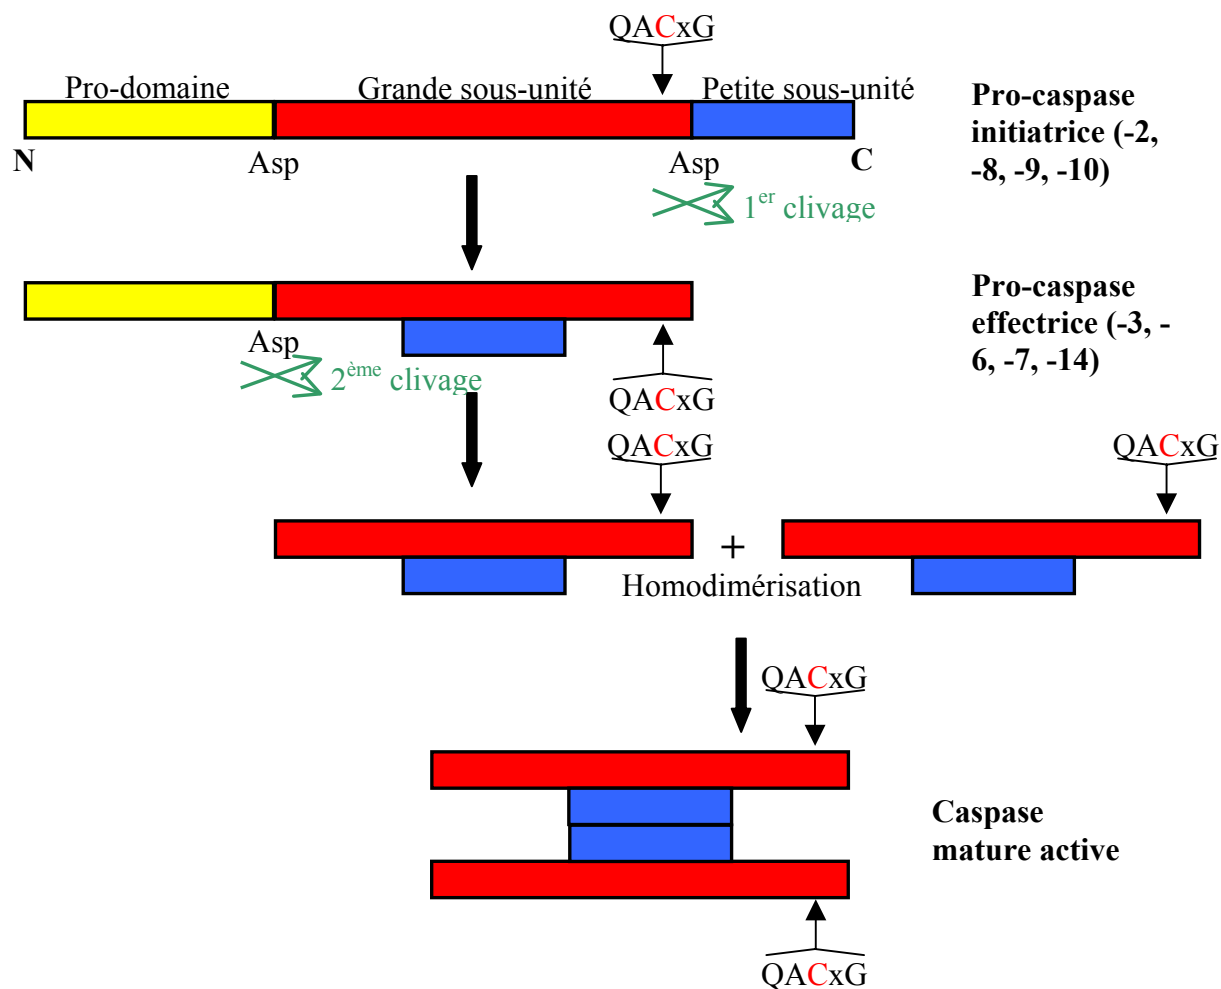 QACxG
Pro-domaine
Grande sous-unité
Petite sous-unité
N
Asp
Asp
C
Pro-caspase
initiatrice (-2,
-8, -9, -10)
1er clivage
Pro-caspase
effectrice (-3, -
6, -7, -14)
Asp
2ème clivage
QACxG
QACxG
QACxG
+
Homodimérisation
QACxG
Caspase
mature active
QACxG